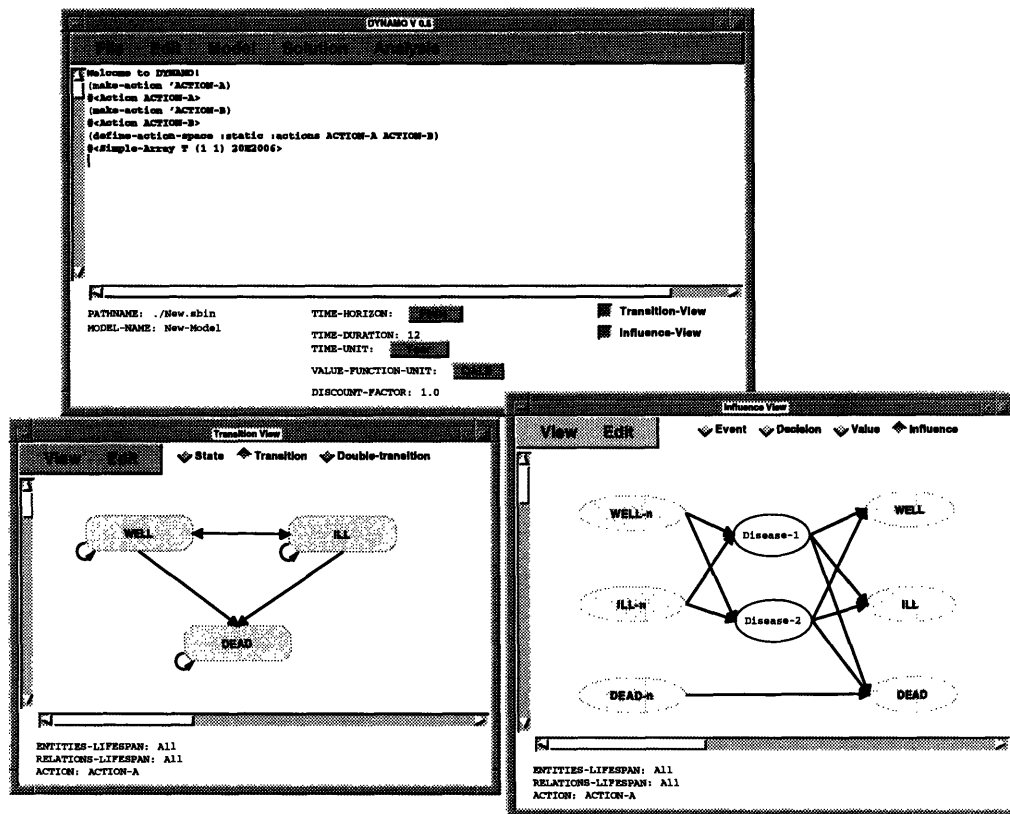 DYNAMO V 0.5
File Edit Model Solution Analysis
Welcome to DYNAMO!
(make-action 'ACTION-A)
#<Action ACTION-A>
(make-action 'ACTION-B)
#<Action ACTION-B>
(define-action-space :static :actions ACTION-A ACTION-B)
#<Simple-Array T (1 1) 20E2006>
PATHNAME: ./New.sbin
MODEL-NAME: New-Model
TIME-HORIZON:
TIME-DURATION: 12
TIME-UNIT:
VALUE-FUNCTION-UNIT:
DISCOUNT-FACTOR: 1.0
Transition-View
Influence-View
Transition View
View Edit State Transition Double-transition
WELL ILL
DEAD
ENTITIES-LIFESPAN: All
RELATIONS-LIFESPAN: All
ACTION: ACTION-A
Influence View
View Edit Event Decision Value Influence
WELL-n Disease-1 WELL
ILL-n Disease-2 ILL
DEAD-n DEAD
ENTITIES-LIFESPAN: All
RELATIONS-LIFESPAN: All
ACTION: ACTION-A